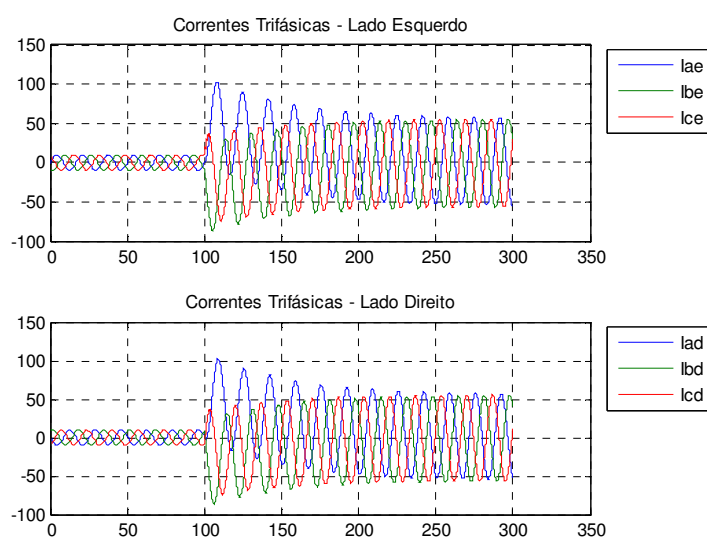 Correntes Trifásicas - Lado Esquerdo
150
100
50
0
-50
-100
0 50 100 150 200 250 300 350
Iae
Ibe
Ice
Correntes Trifásicas - Lado Direito
150
100
50
0
-50
-100
0 50 100 150 200 250 300 350
Iad
Ibd
Icd